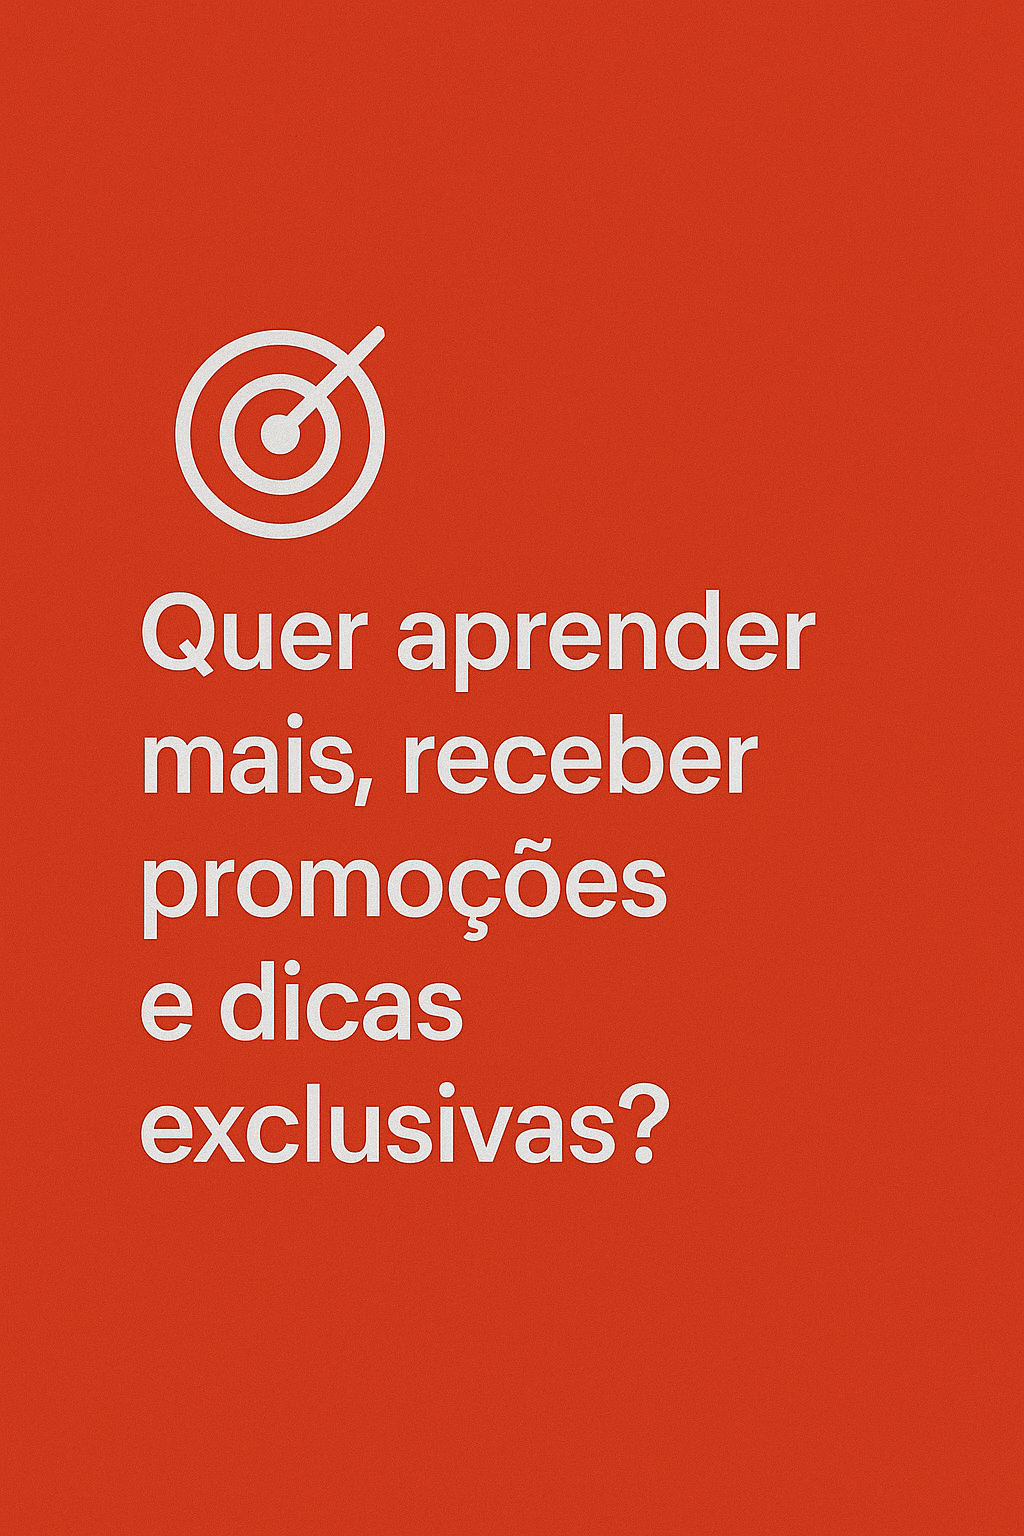 Quer aprender
mais, receber
promoções
e dicas
exclusivas?